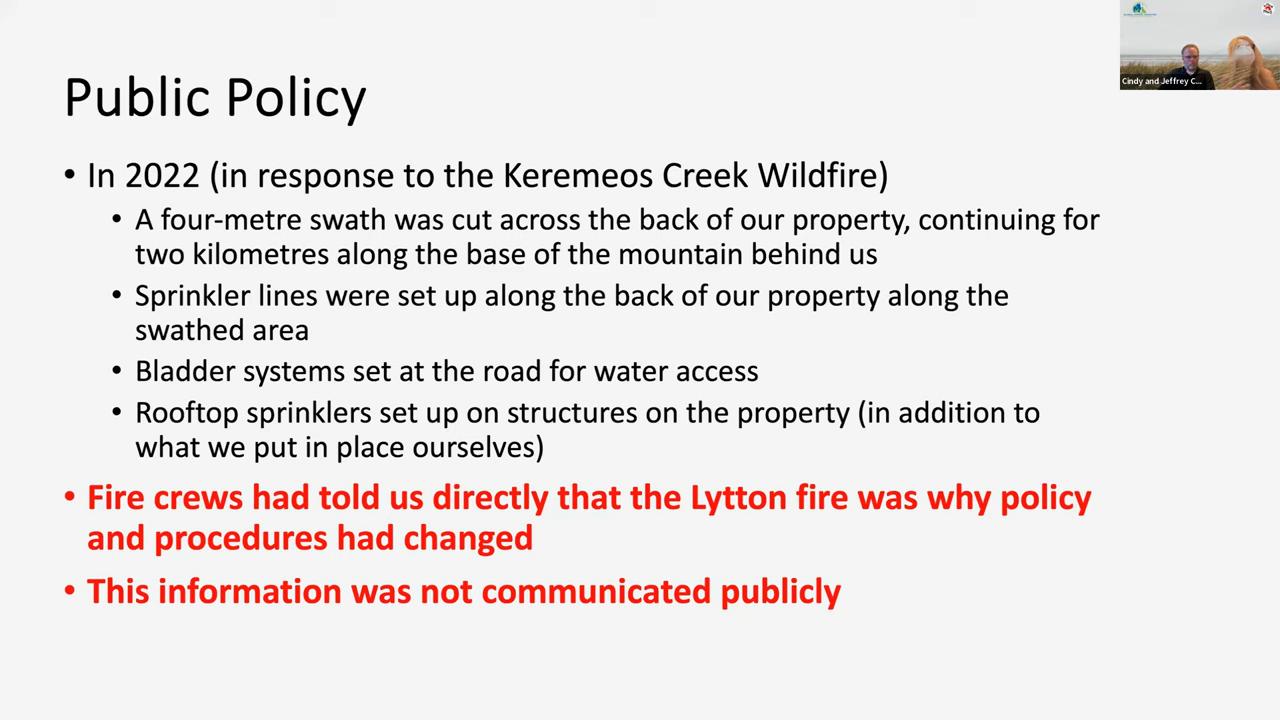 Public Policy
• In 2022 (in response to the Keremeos Creek Wildfire)
• A four-metre swath was cut across the back of our property, continuing for
two kilometres along the base of the mountain behind us
• Sprinkler lines were set up along the back of our property along the
swathed area
• Bladder systems set at the road for water access
• Rooftop sprinklers set up on structures on the property (in addition to
what we put in place ourselves)
• Fire crews had told us directly that the Lytton fire was why policy
and procedures had changed
• This information was not communicated publicly
Cindy and Jeffrey C...